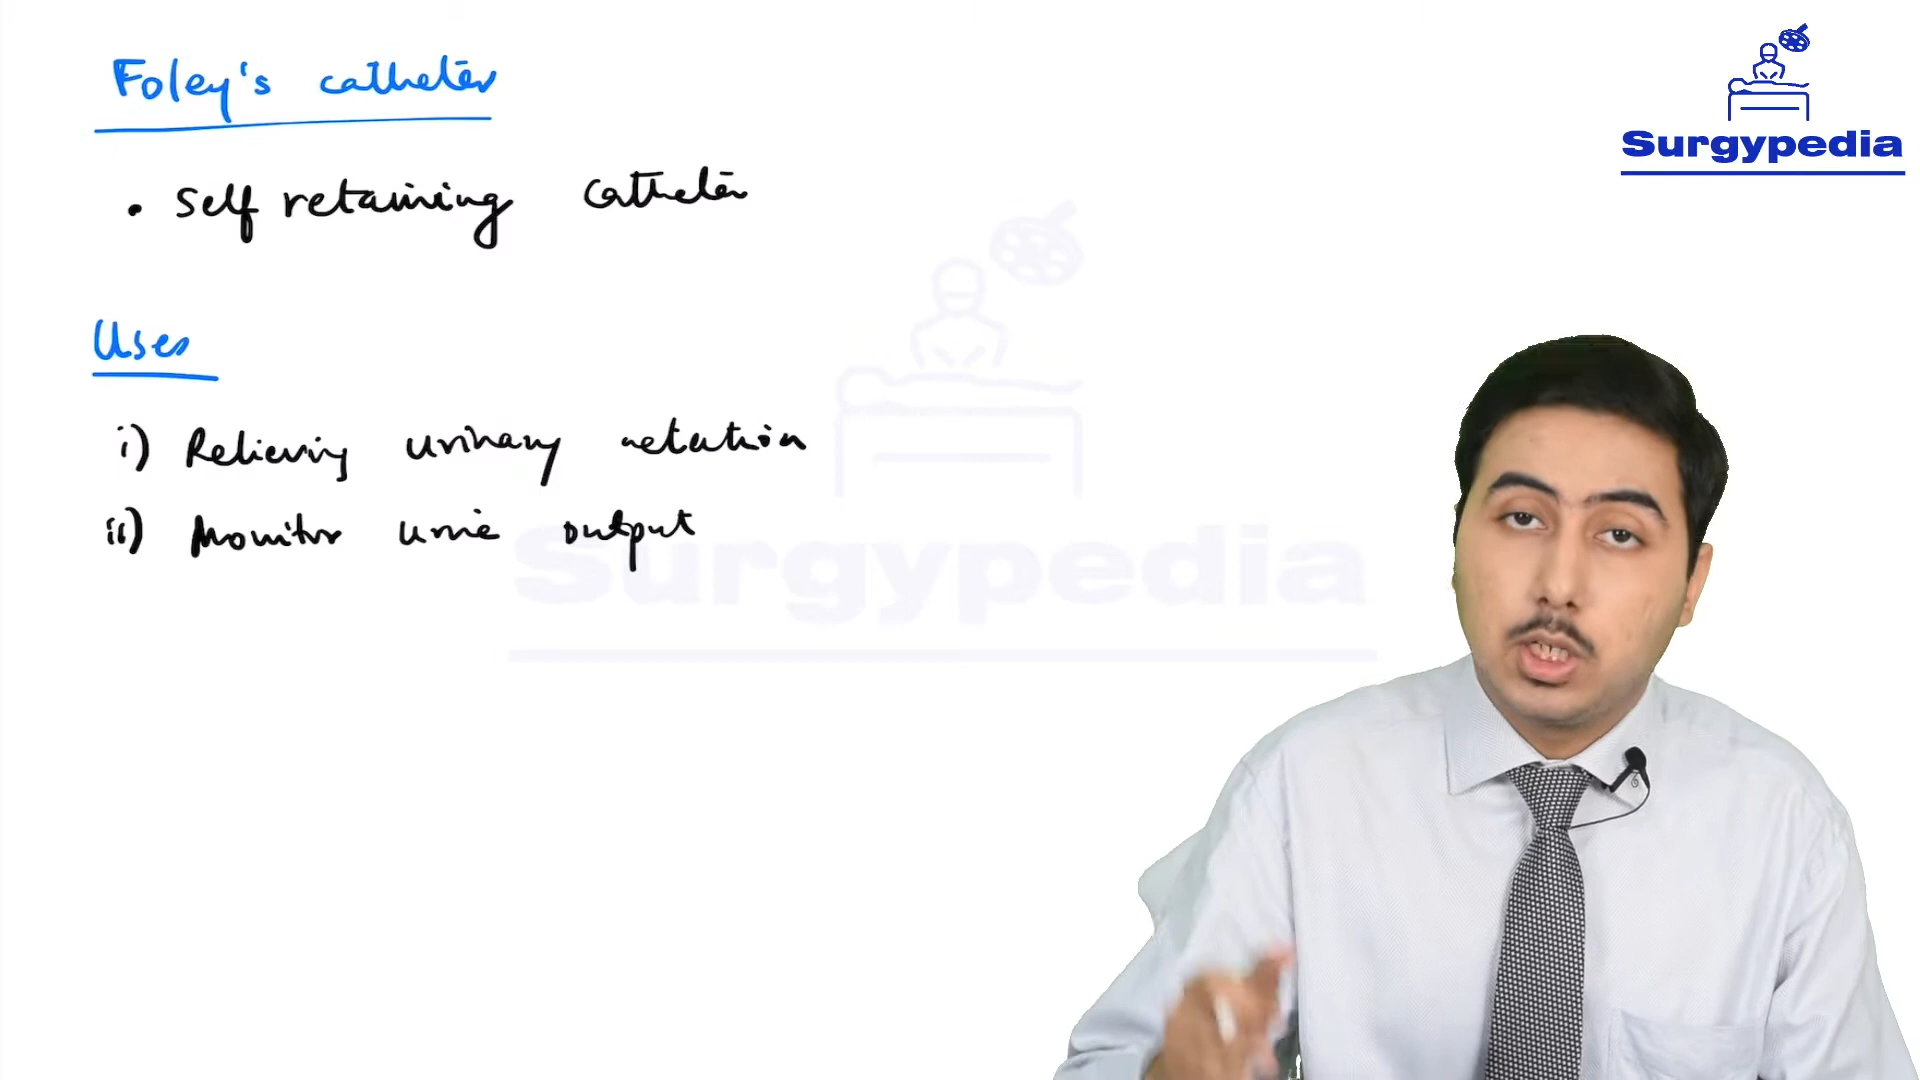 Foley's catheter
• Self retaining catheter
Uses
i) Relieving urinary retention
ii) Monitor urine output
Surgypedia
Surgypedia